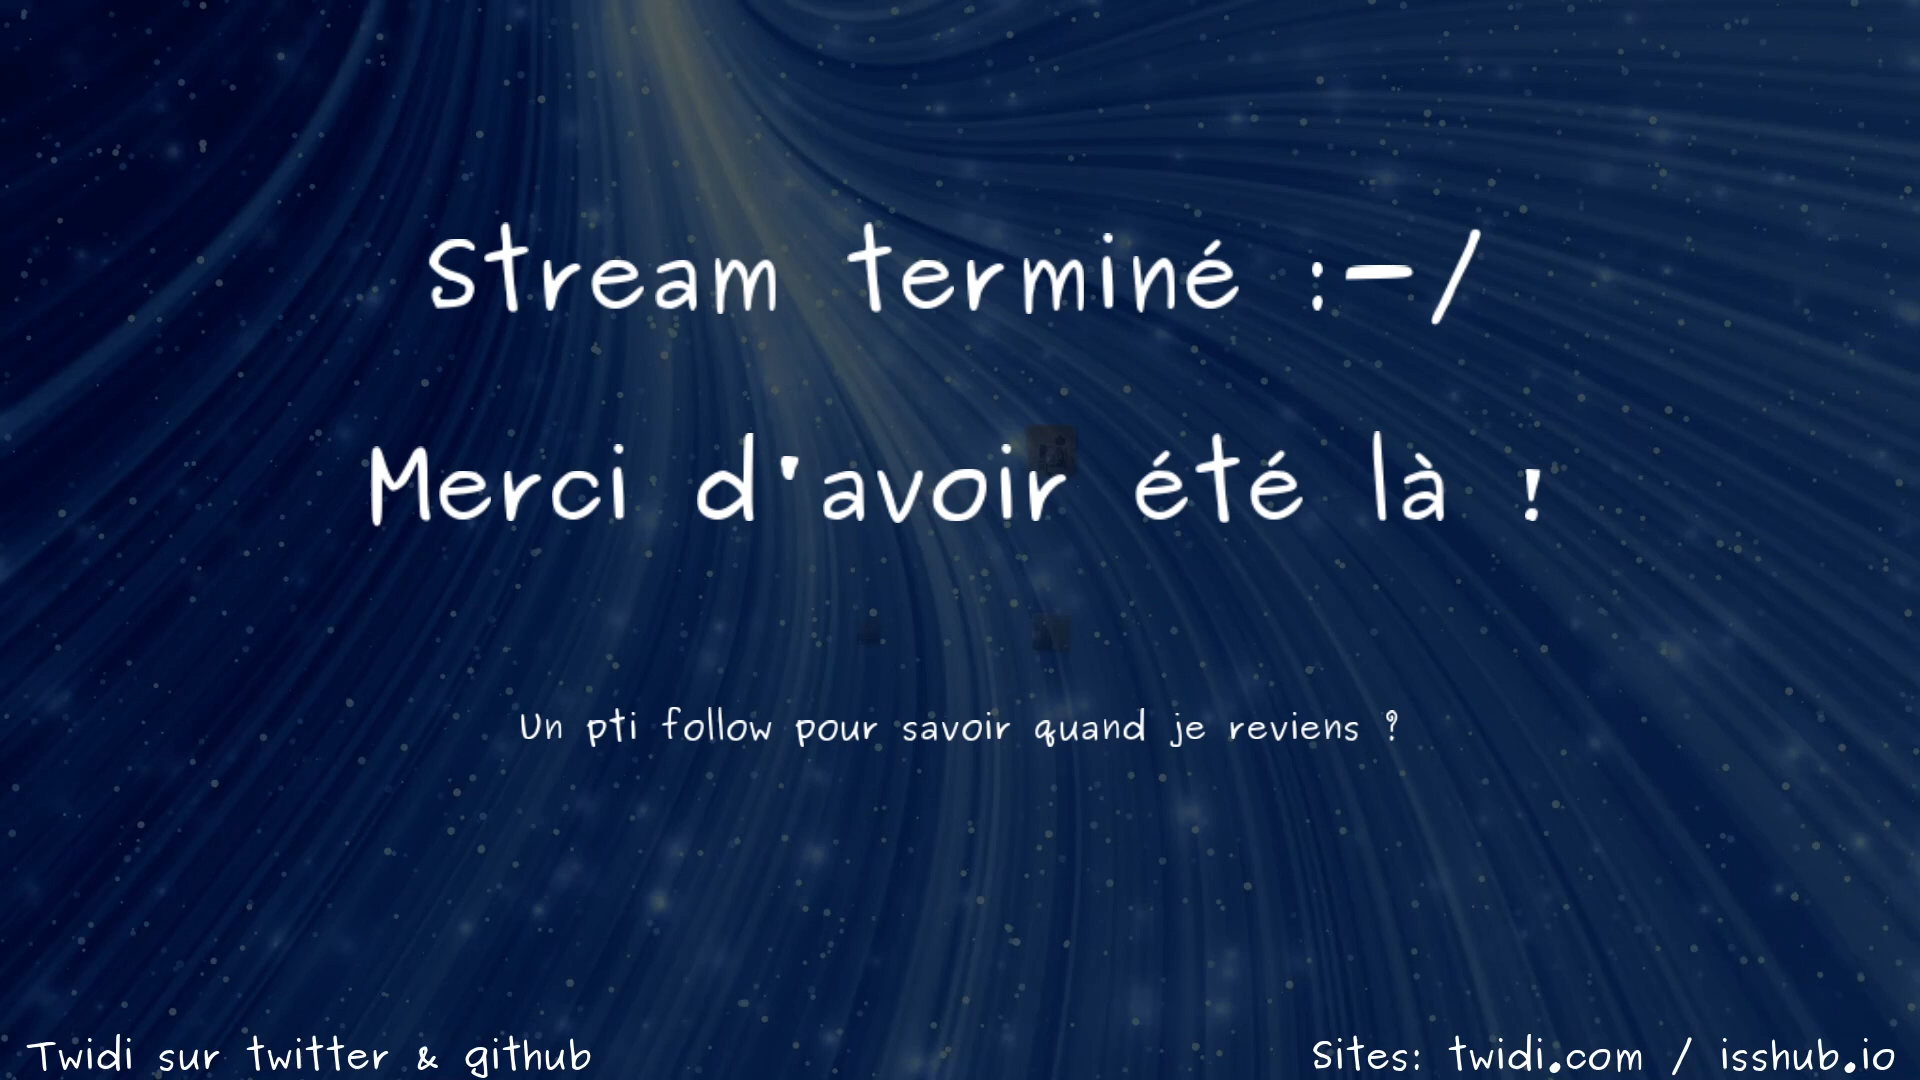 Stream terminé :-/
Merci d'avoir été là !
Un pti follow pour savoir quand je reviens ?
Twidi sur twitter & github
Sites: twidi.com / isshub.io